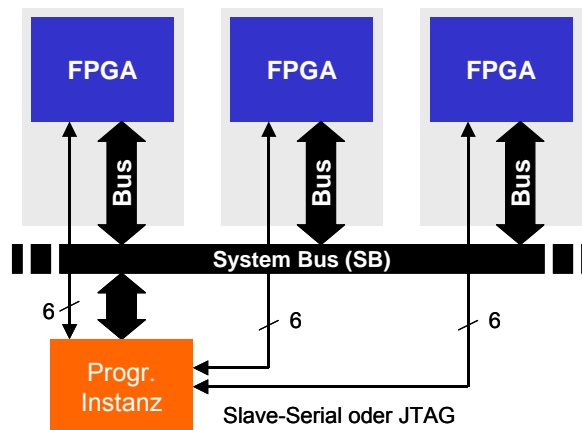 FPGA
FPGA
FPGA
Bus
Bus
Bus
System Bus (SB)
6
6
6
Progr.
Instanz
Slave-Serial oder JTAG